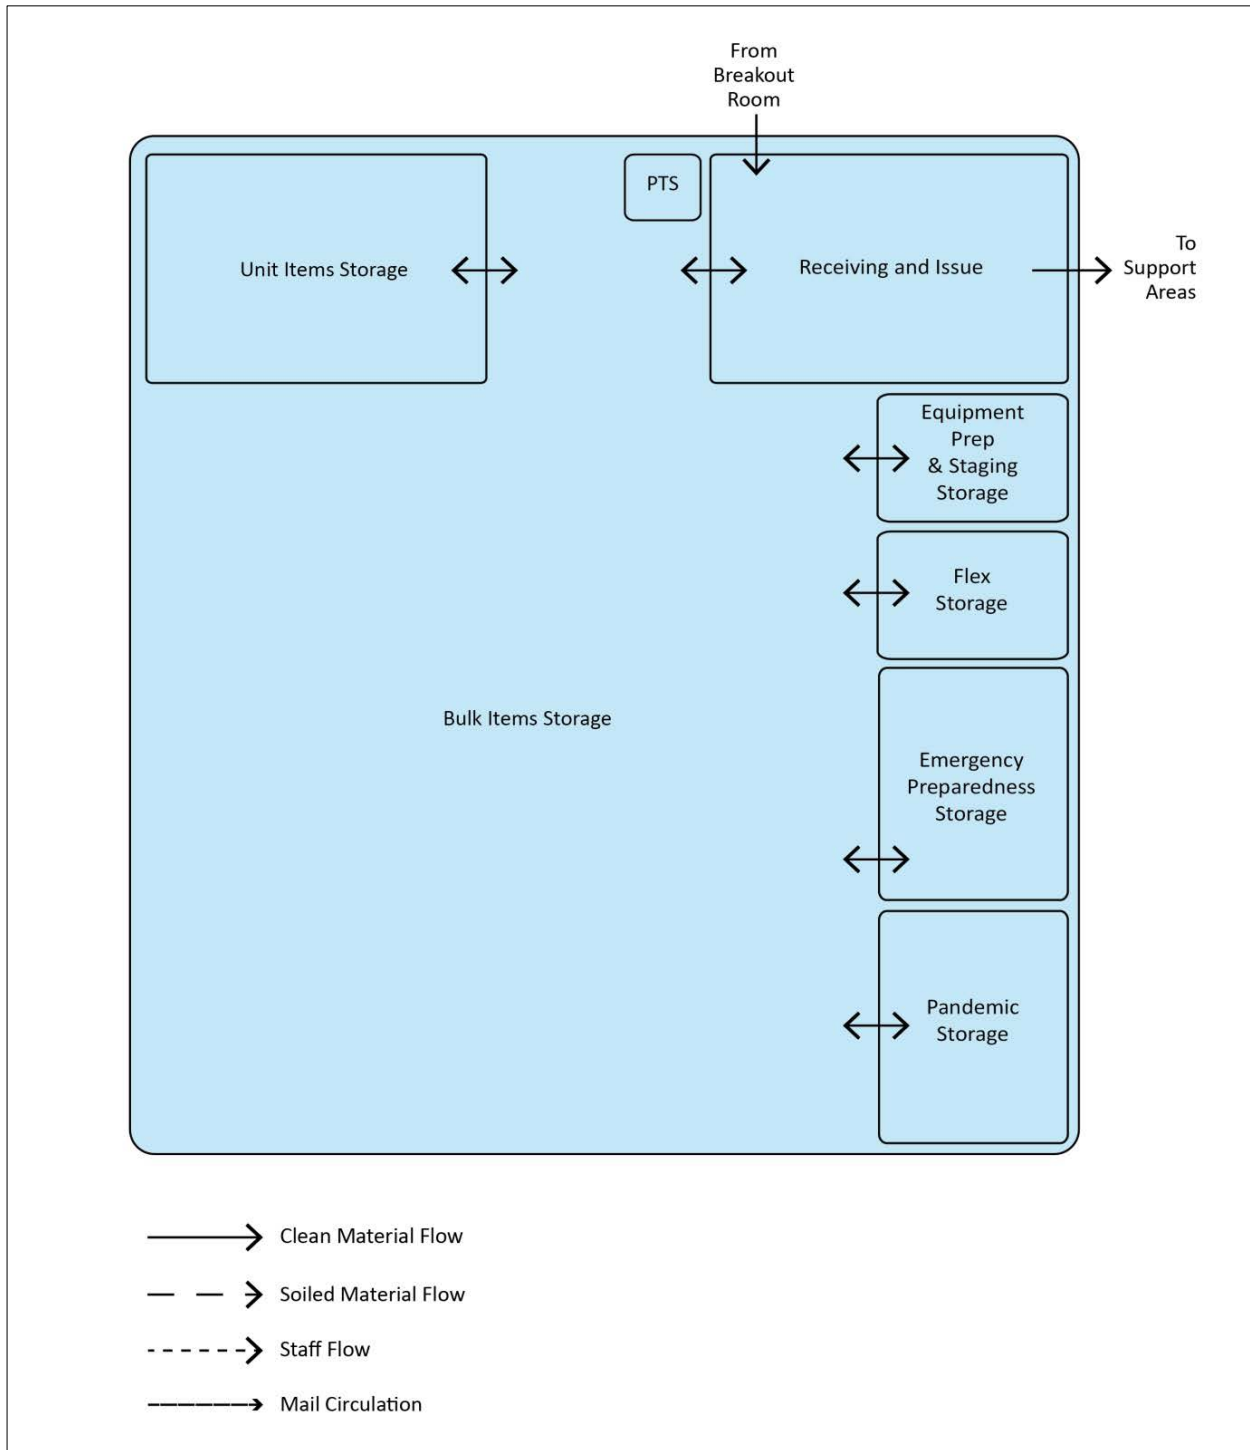 From
Breakout
Room
PTS
Unit Items Storage
Receiving and Issue
To
Support
Areas
Equipment
Prep
& Staging
Storage
Flex
Storage
Bulk Items Storage
Emergency
Preparedness
Storage
Pandemic
Storage
Clean Material Flow
Soiled Material Flow
Staff Flow
Mail Circulation